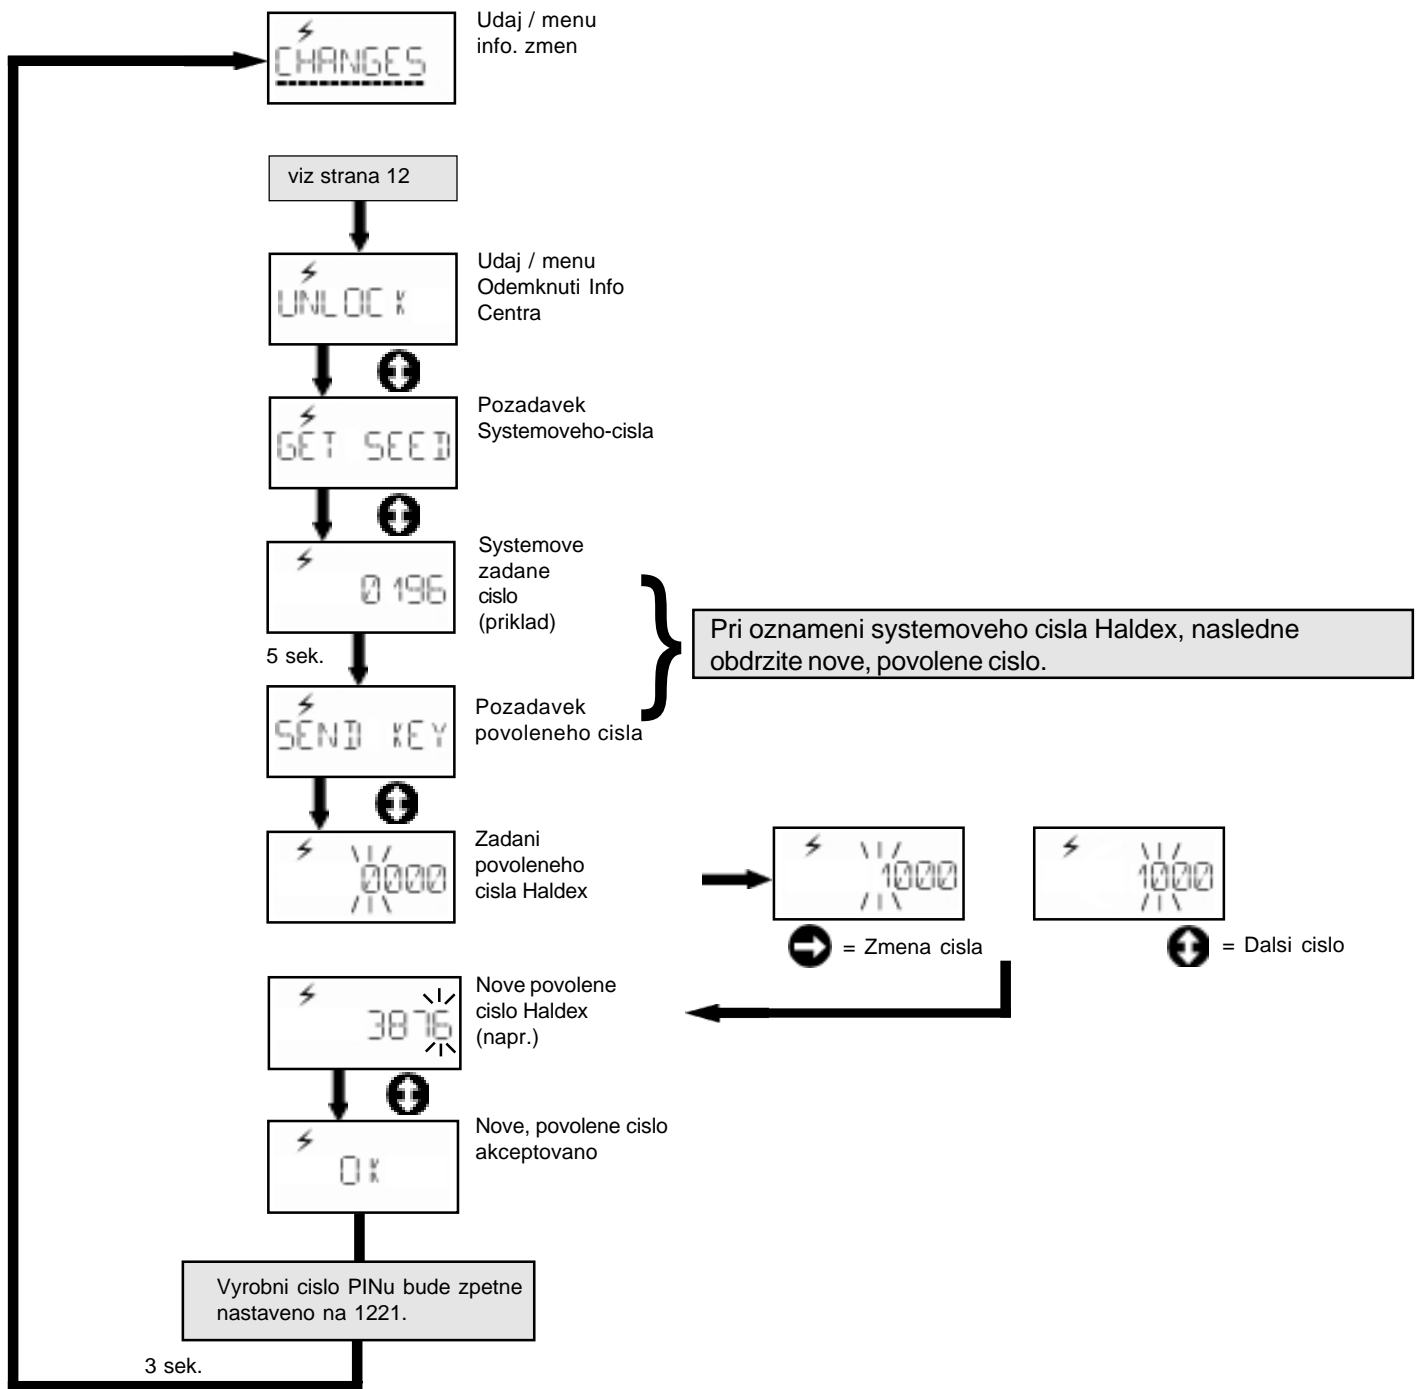 CHANGES
Udaj / menu
info. zmen
viz strana 12
UNLOCK
Udaj / menu
Odemknuti Info
Centra
GET SEED
Pozadavek
Systemoveho-cisla
0196
Systemove
zadane
cislo
(priklad)
Pri oznameni systemoveho cisla Haldex, nasledne
obdrzite nove, povolene cislo.
5 sek.
SEND KEY
Pozadavek
povoleneho cisla
0000
Zadani
povoleneho
cisla Haldex
1000
= Zmena cisla
1000
= Dalsi cislo
3876
Nove povolene
cislo Haldex
(napr.)
OK
Nove, povolene cislo
akceptovano
Vyrobni cislo PINu bude zpetne
nastaveno na 1221.
3 sek.